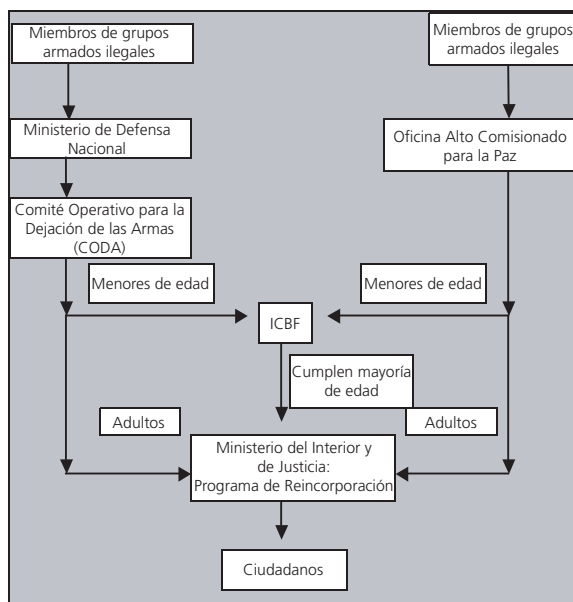 Miembros de grupos
armados ilegales
Miembros de grupos
armados ilegales
Ministerio de Defensa
Nacional
Oficina Alto Comisionado
para la Paz
Comité Operativo para la
Dejación de las Armas
(CODA)
Menores de edad
Menores de edad
ICBF
Cumplen mayoría
de edad
Adultos
Adultos
Ministerio del Interior y
de Justicia:
Programa de Reincorporación
Ciudadanos